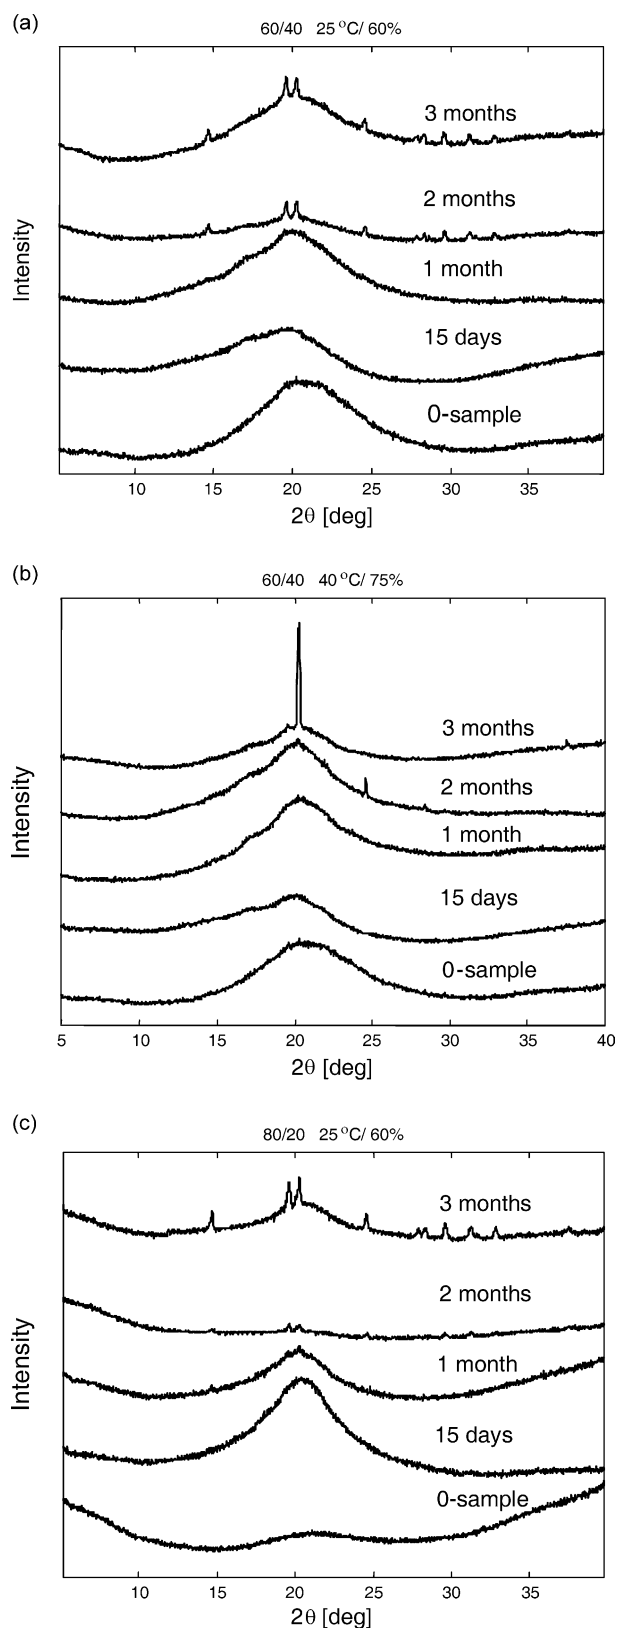 (a)
60/40 25 °C/ 60%
3 months
2 months
1 month
15 days
0-sample
Intensity
10 15 20 25 30 35
2θ [deg]
(b)
60/40 40 °C/ 75%
3 months
2 months
1 month
15 days
0-sample
Intensity
5 10 15 20 25 30 35 40
2θ [deg]
(c)
80/20 25 °C/ 60%
3 months
2 months
1 month
15 days
0-sample
Intensity
10 15 20 25 30 35
2θ [deg]